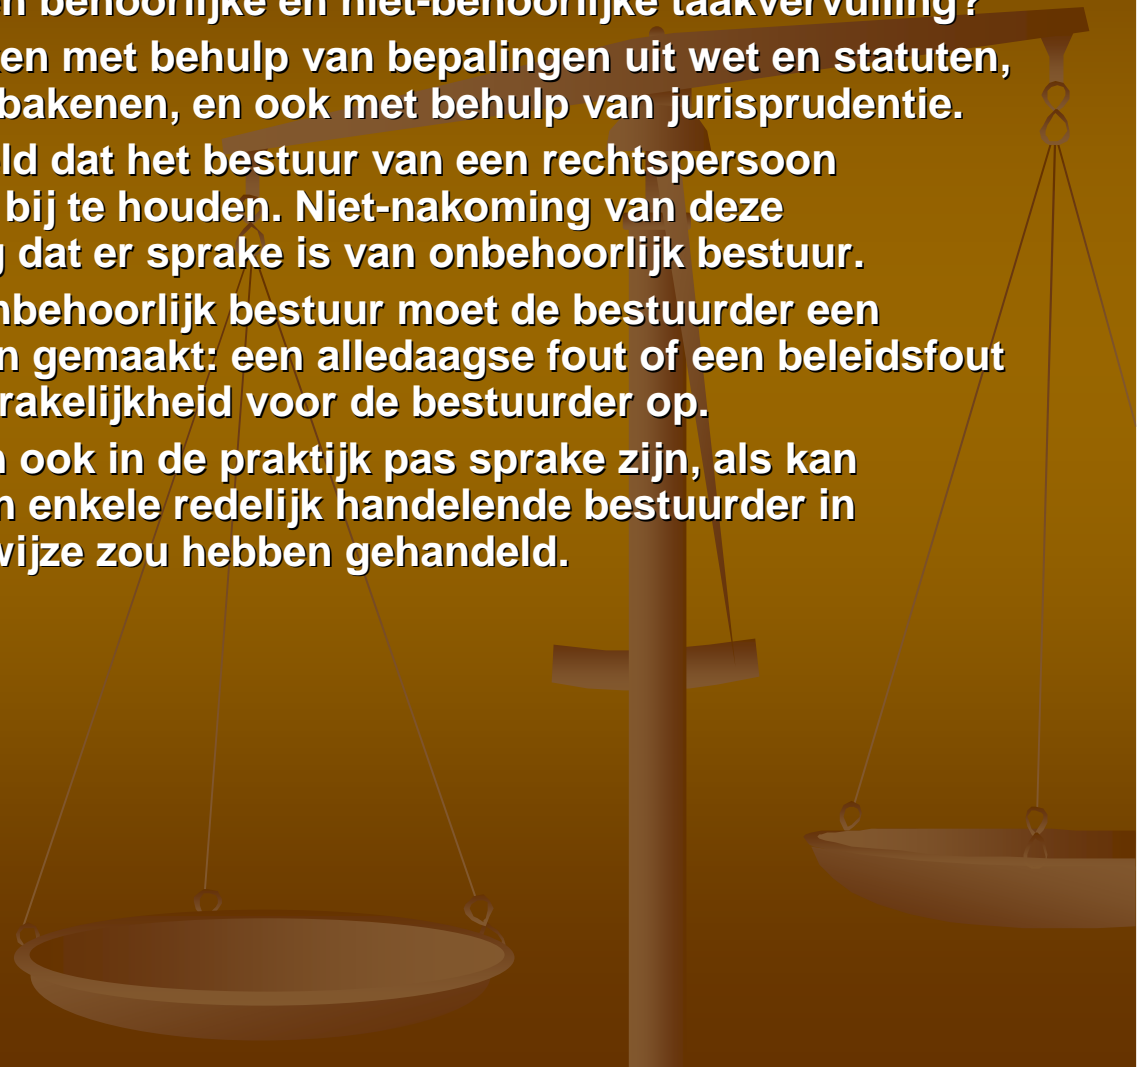 en behoorlijke en niet-behoorlijke taakvervulling?
en met behulp van bepalingen uit wet en statuten,
bakenen, en ook met behulp van jurisprudentie.
ld dat het bestuur van een rechtspersoon
bij te houden. Niet-nakoming van deze
g dat er sprake is van onbehoorlijk bestuur.
nbehoorlijk bestuur moet de bestuurder een
n gemaakt: een alledaagse fout of een beleidsfout
rakelijkheid voor de bestuurder op.
n ook in de praktijk pas sprake zijn, als kan
n enkele redelijk handelende bestuurder in
wijze zou hebben gehandeld.